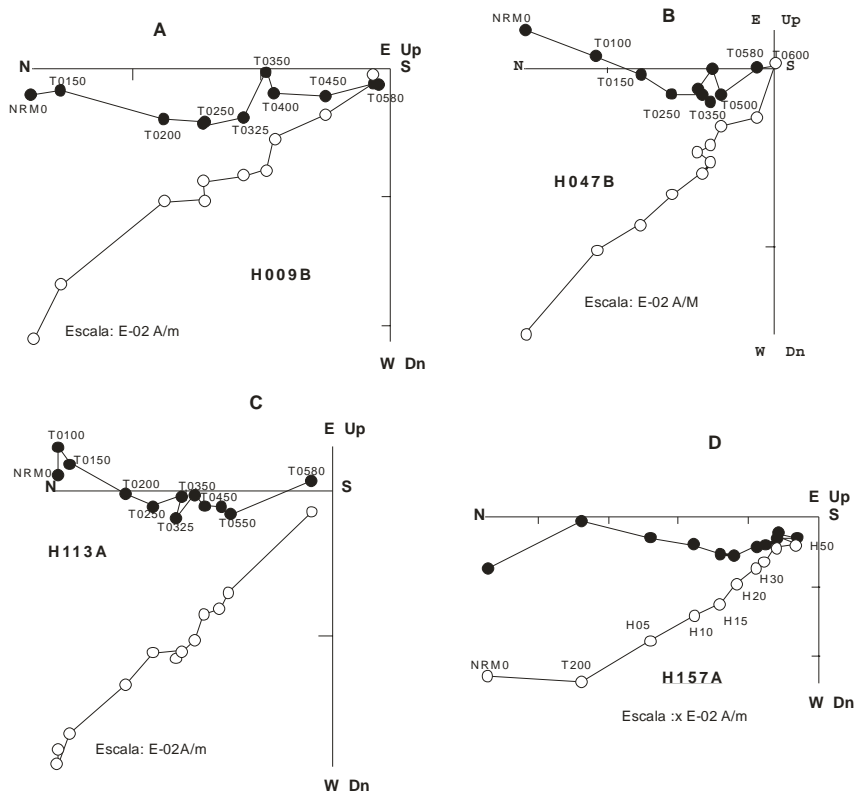 A
E Up
N
S
T0350
T0150
T0450
NRM0
T0250
T0400
T0580
T0200
T0325
H009B
Escala: E-02 A/m
W Dn
B
NRM0
E Up
T0100
T0580
T0600
N
S
T0150
T0250
T0500
T0350
H047B
Escala: E-02 A/M
W Dn
C
E Up
T0100
T0150
NRM0
T0580
N
T0200
T0350
S
T0250
T0450
T0325
T0550
H113A
Escala: E-02A/m
W Dn
D
E Up
N
S
H50
H30
H20
H05
H10
H15
NRM0
T200
H157A
W Dn
Escala :x E-02 A/m